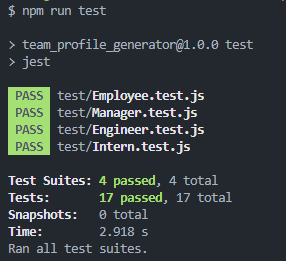 $ npm run test
> team_profile_generator@1.0.0 test
> jest
PASS test/Employee.test.js
PASS test/Manager.test.js
PASS test/Engineer.test.js
PASS test/Intern.test.js
Test Suites: 4 passed, 4 total
Tests: 17 passed, 17 total
Snapshots: 0 total
Time: 2.918 s
Ran all test suites.